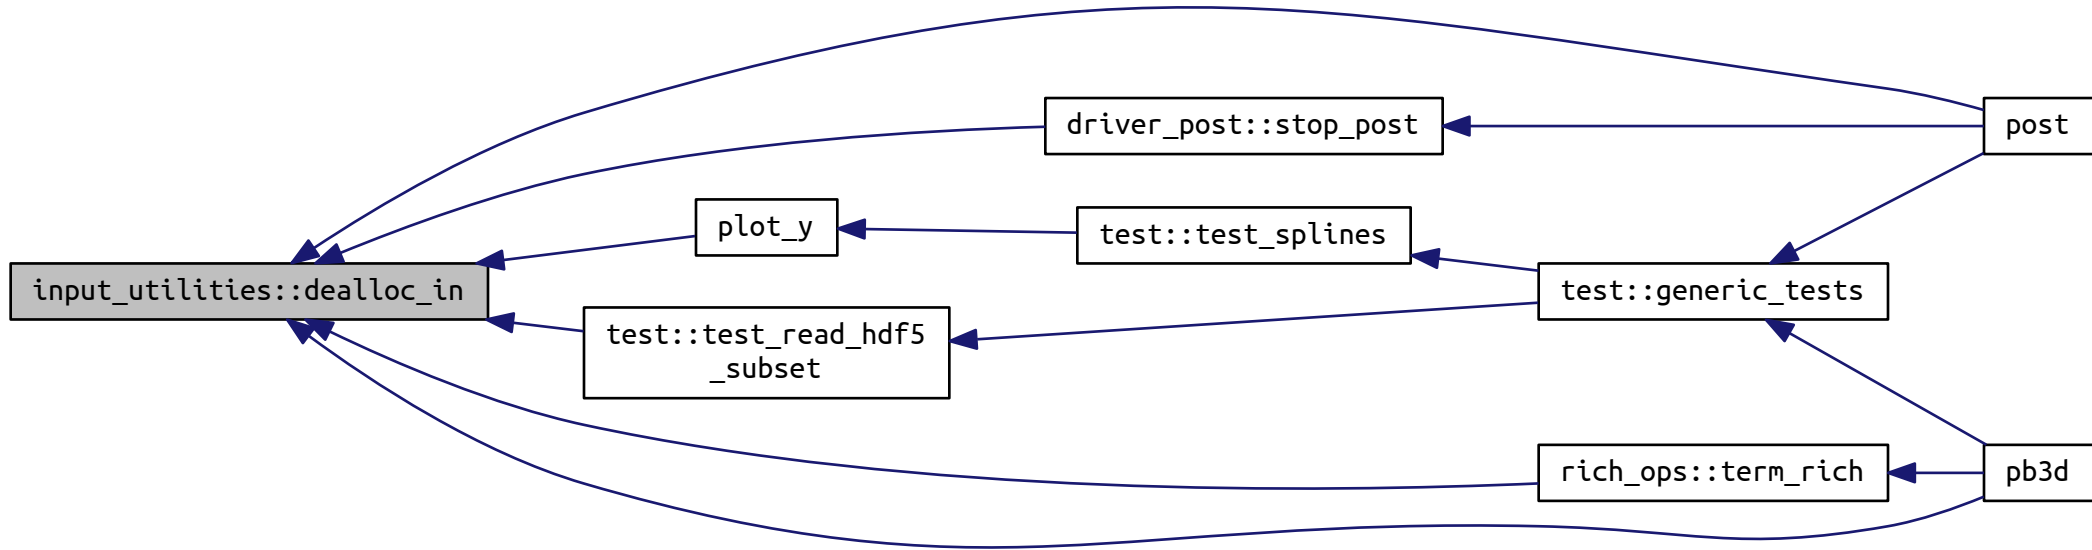 driver_post::stop_post
post
plot_y
test::test_splines
input_utilities::dealloc_in
test::generic_tests
test::test_read_hdf5
_subset
rich_ops::term_rich
pb3d